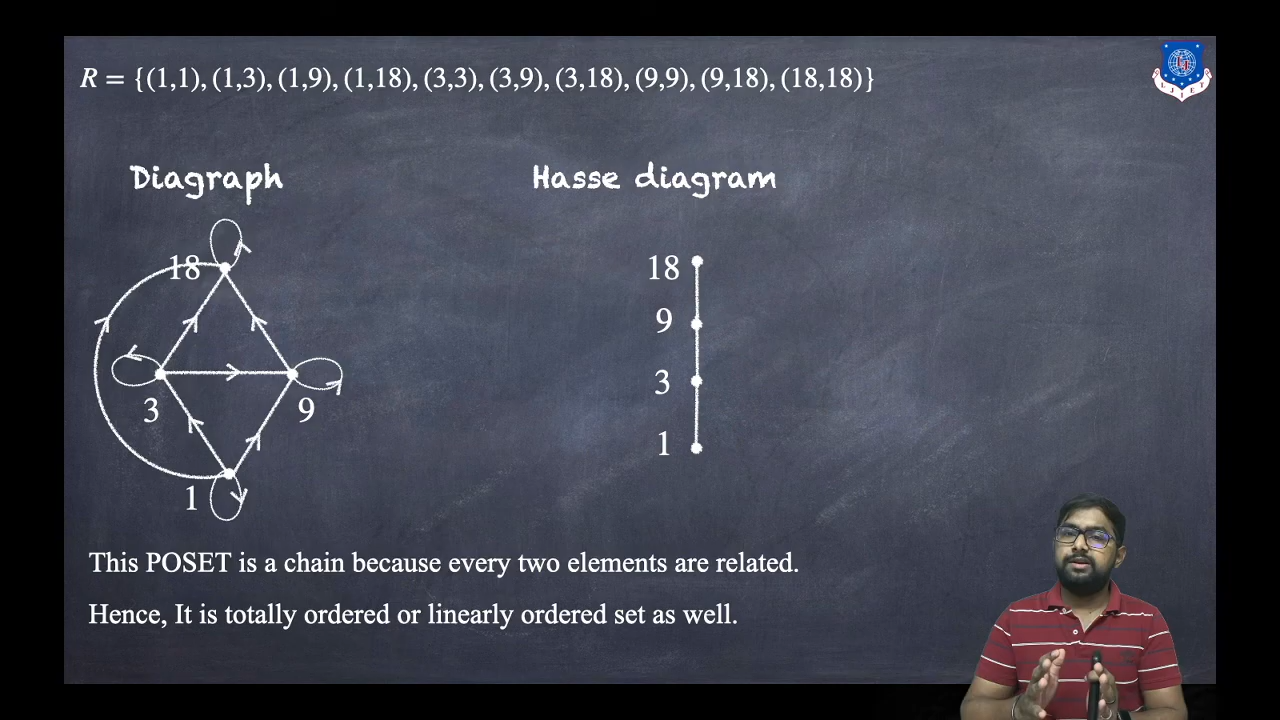 R = {(1,1), (1,3), (1,9), (1,18), (3,3), (3,9), (3,18), (9,9), (9,18), (18,18)}
Diagraph
Hasse diagram
18
3
9
1
18
9
3
1
This POSET is a chain because every two elements are related.
Hence, It is totally ordered or linearly ordered set as well.